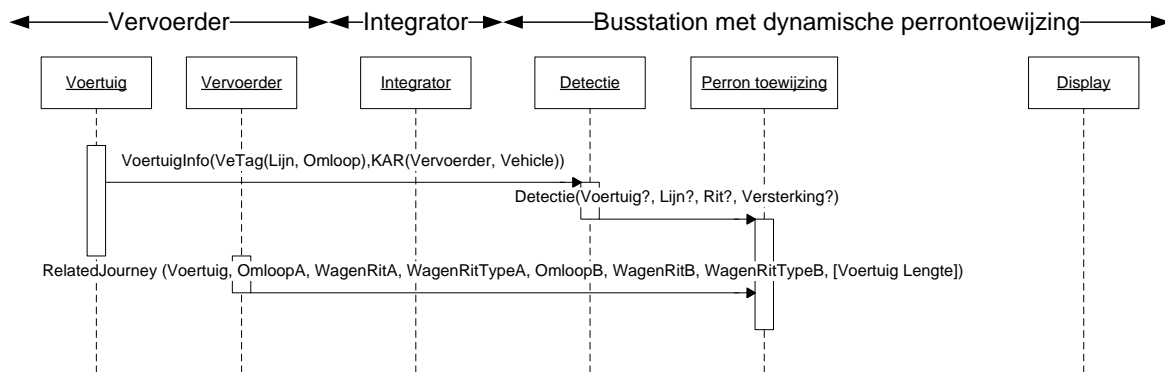 Vervoerder
Integrator
Busstation met dynamische perrontoewijzing
Voertuig
Vervoerder
Integrator
Detectie
Perron toewijzing
Display
VoertuigInfo(VeTag(Lijn, Omloop),KAR(Vervoerder, Vehicle))
Detectie(Voertuig?, Lijn?, Rit?, Versterking?)
RelatedJourney (Voertuig, OmloopA, WagenRitA, WagenRitTypeA, OmloopB, WagenRitB, WagenRitTypeB, [Voertuig Lengte])